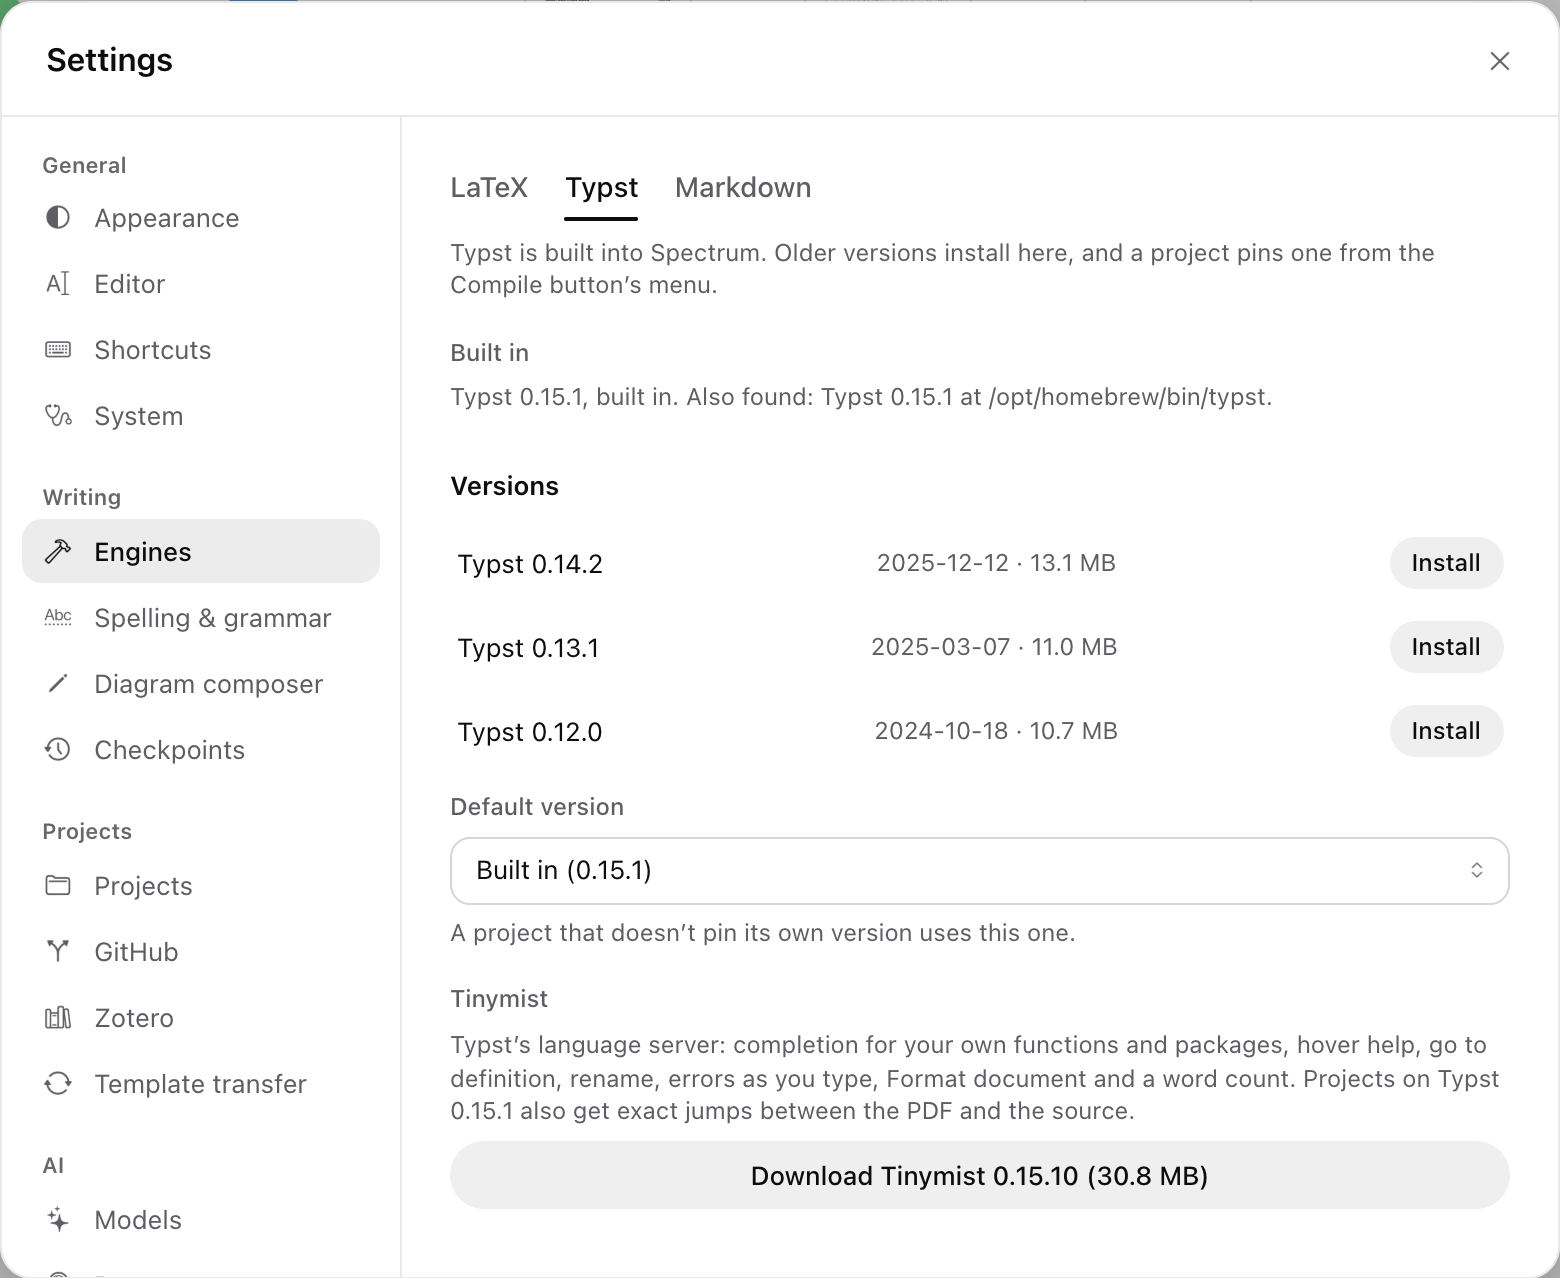 Settings
General
Appearance
Editor
Shortcuts
System
Writing
Engines
Abc
Spelling & grammar
Diagram composer
Checkpoints
Projects
Projects
GitHub
Zotero
Template transfer
AI
Models
LaTeX Typst Markdown
Typst is built into Spectrum. Older versions install here, and a project pins one from the
Compile button’s menu.
Built in
Typst 0.15.1, built in. Also found: Typst 0.15.1 at /opt/homebrew/bin/typst.
Versions
Typst 0.14.2 2025-12-12 · 13.1 MB Install
Typst 0.13.1 2025-03-07 · 11.0 MB Install
Typst 0.12.0 2024-10-18 · 10.7 MB Install
Default version
Built in (0.15.1)
A project that doesn’t pin its own version uses this one.
Tinymist
Typst’s language server: completion for your own functions and packages, hover help, go to
definition, rename, errors as you type, Format document and a word count. Projects on Typst
0.15.1 also get exact jumps between the PDF and the source.
Download Tinymist 0.15.10 (30.8 MB)